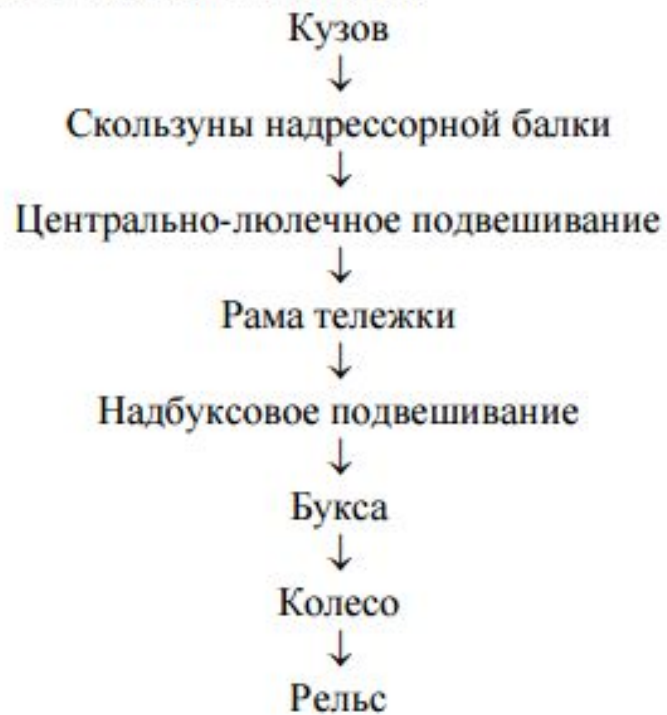 Кузов
↓
Скользуны надрессорной балки
↓
Центрально-люлечное подвешивание
↓
Рама тележки
↓
Надбуксовое подвешивание
↓
Букса
↓
Колесо
↓
Рельс